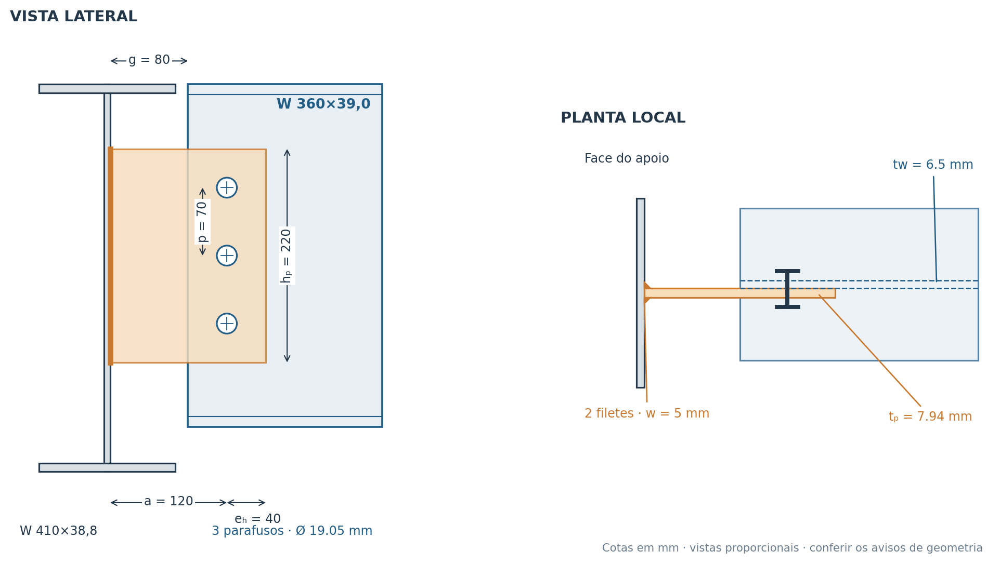 VISTA LATERAL
g = 80
W 360×39,0
p = 70
hₚ = 220
a = 120
eₕ = 40
W 410×38,8
3 parafusos · Ø 19.05 mm
PLANTA LOCAL
Face do apoio
tw = 6.5 mm
2 filetes · w = 5 mm
tₚ = 7.94 mm
Cotas em mm · vistas proporcionais · conferir os avisos de geometria